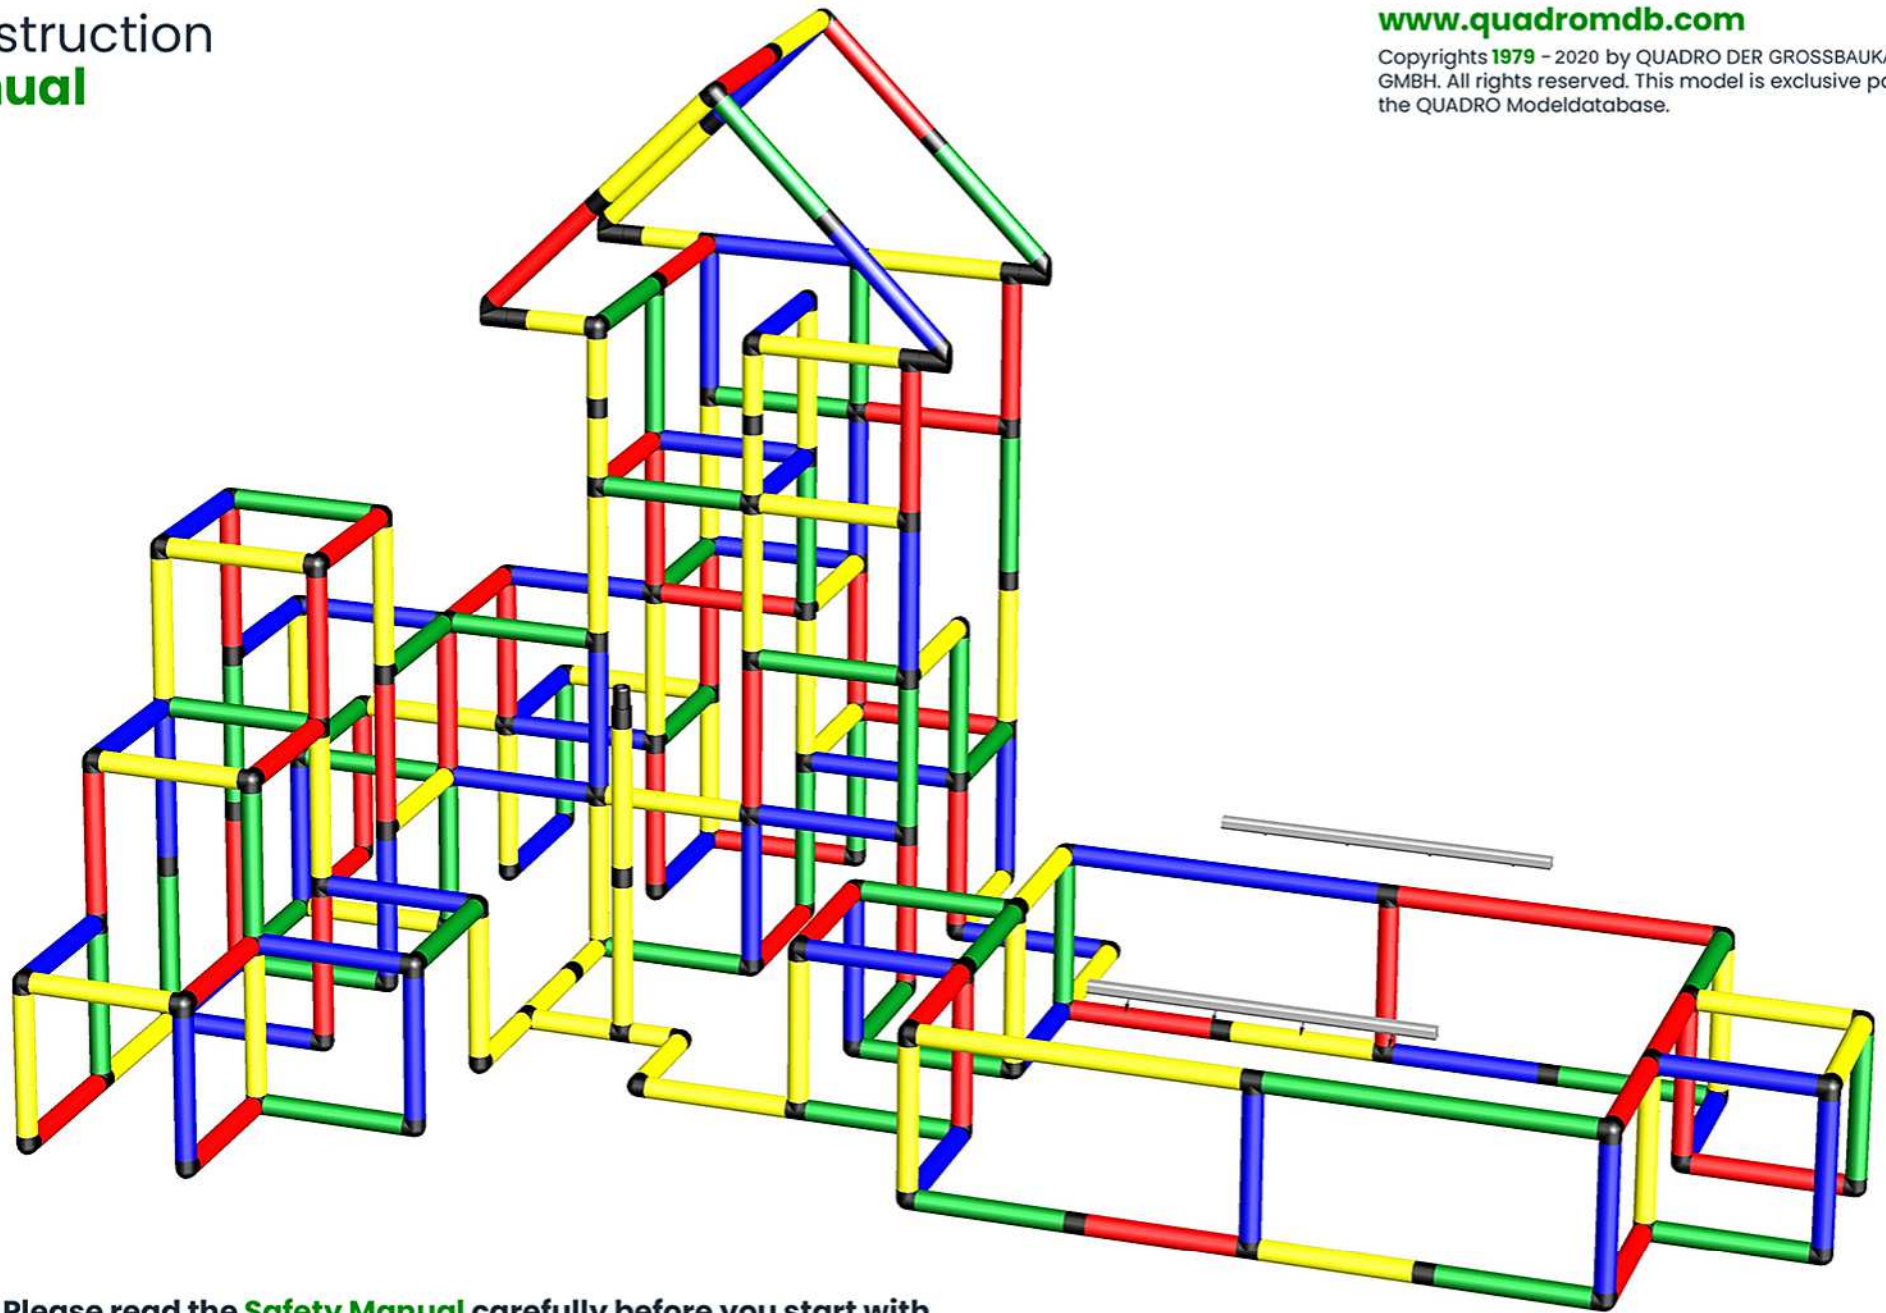 struction
ual
www.quadromdb.com
Copyrights 1979 - 2020 by QUADRO DER GROSSBAUKA
GMBH. All rights reserved. This model is exclusive
the QUADRO Modeldatabase.
Please read the Safety Manual carefully before you start with